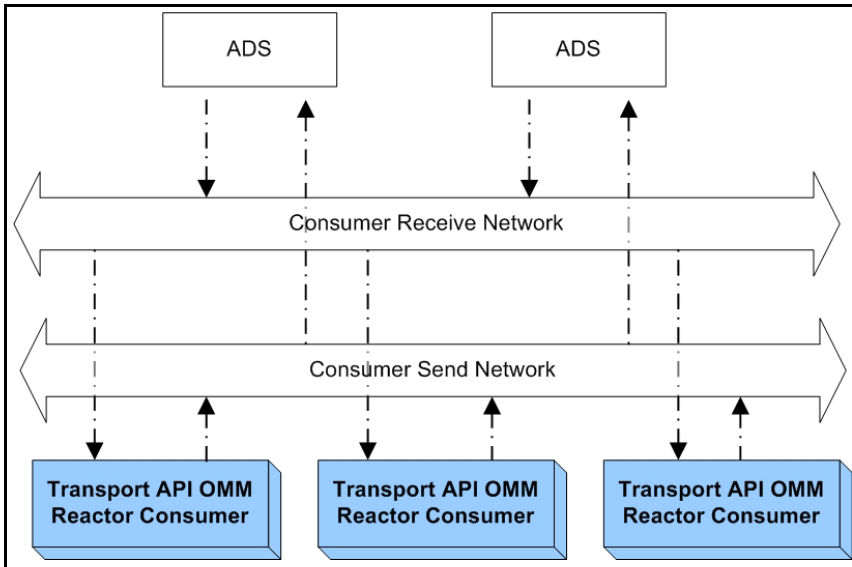 ADS
ADS
Consumer Receive Network
Consumer Send Network
Transport API OMM
Reactor Consumer
Transport API OMM
Reactor Consumer
Transport API OMM
Reactor Consumer